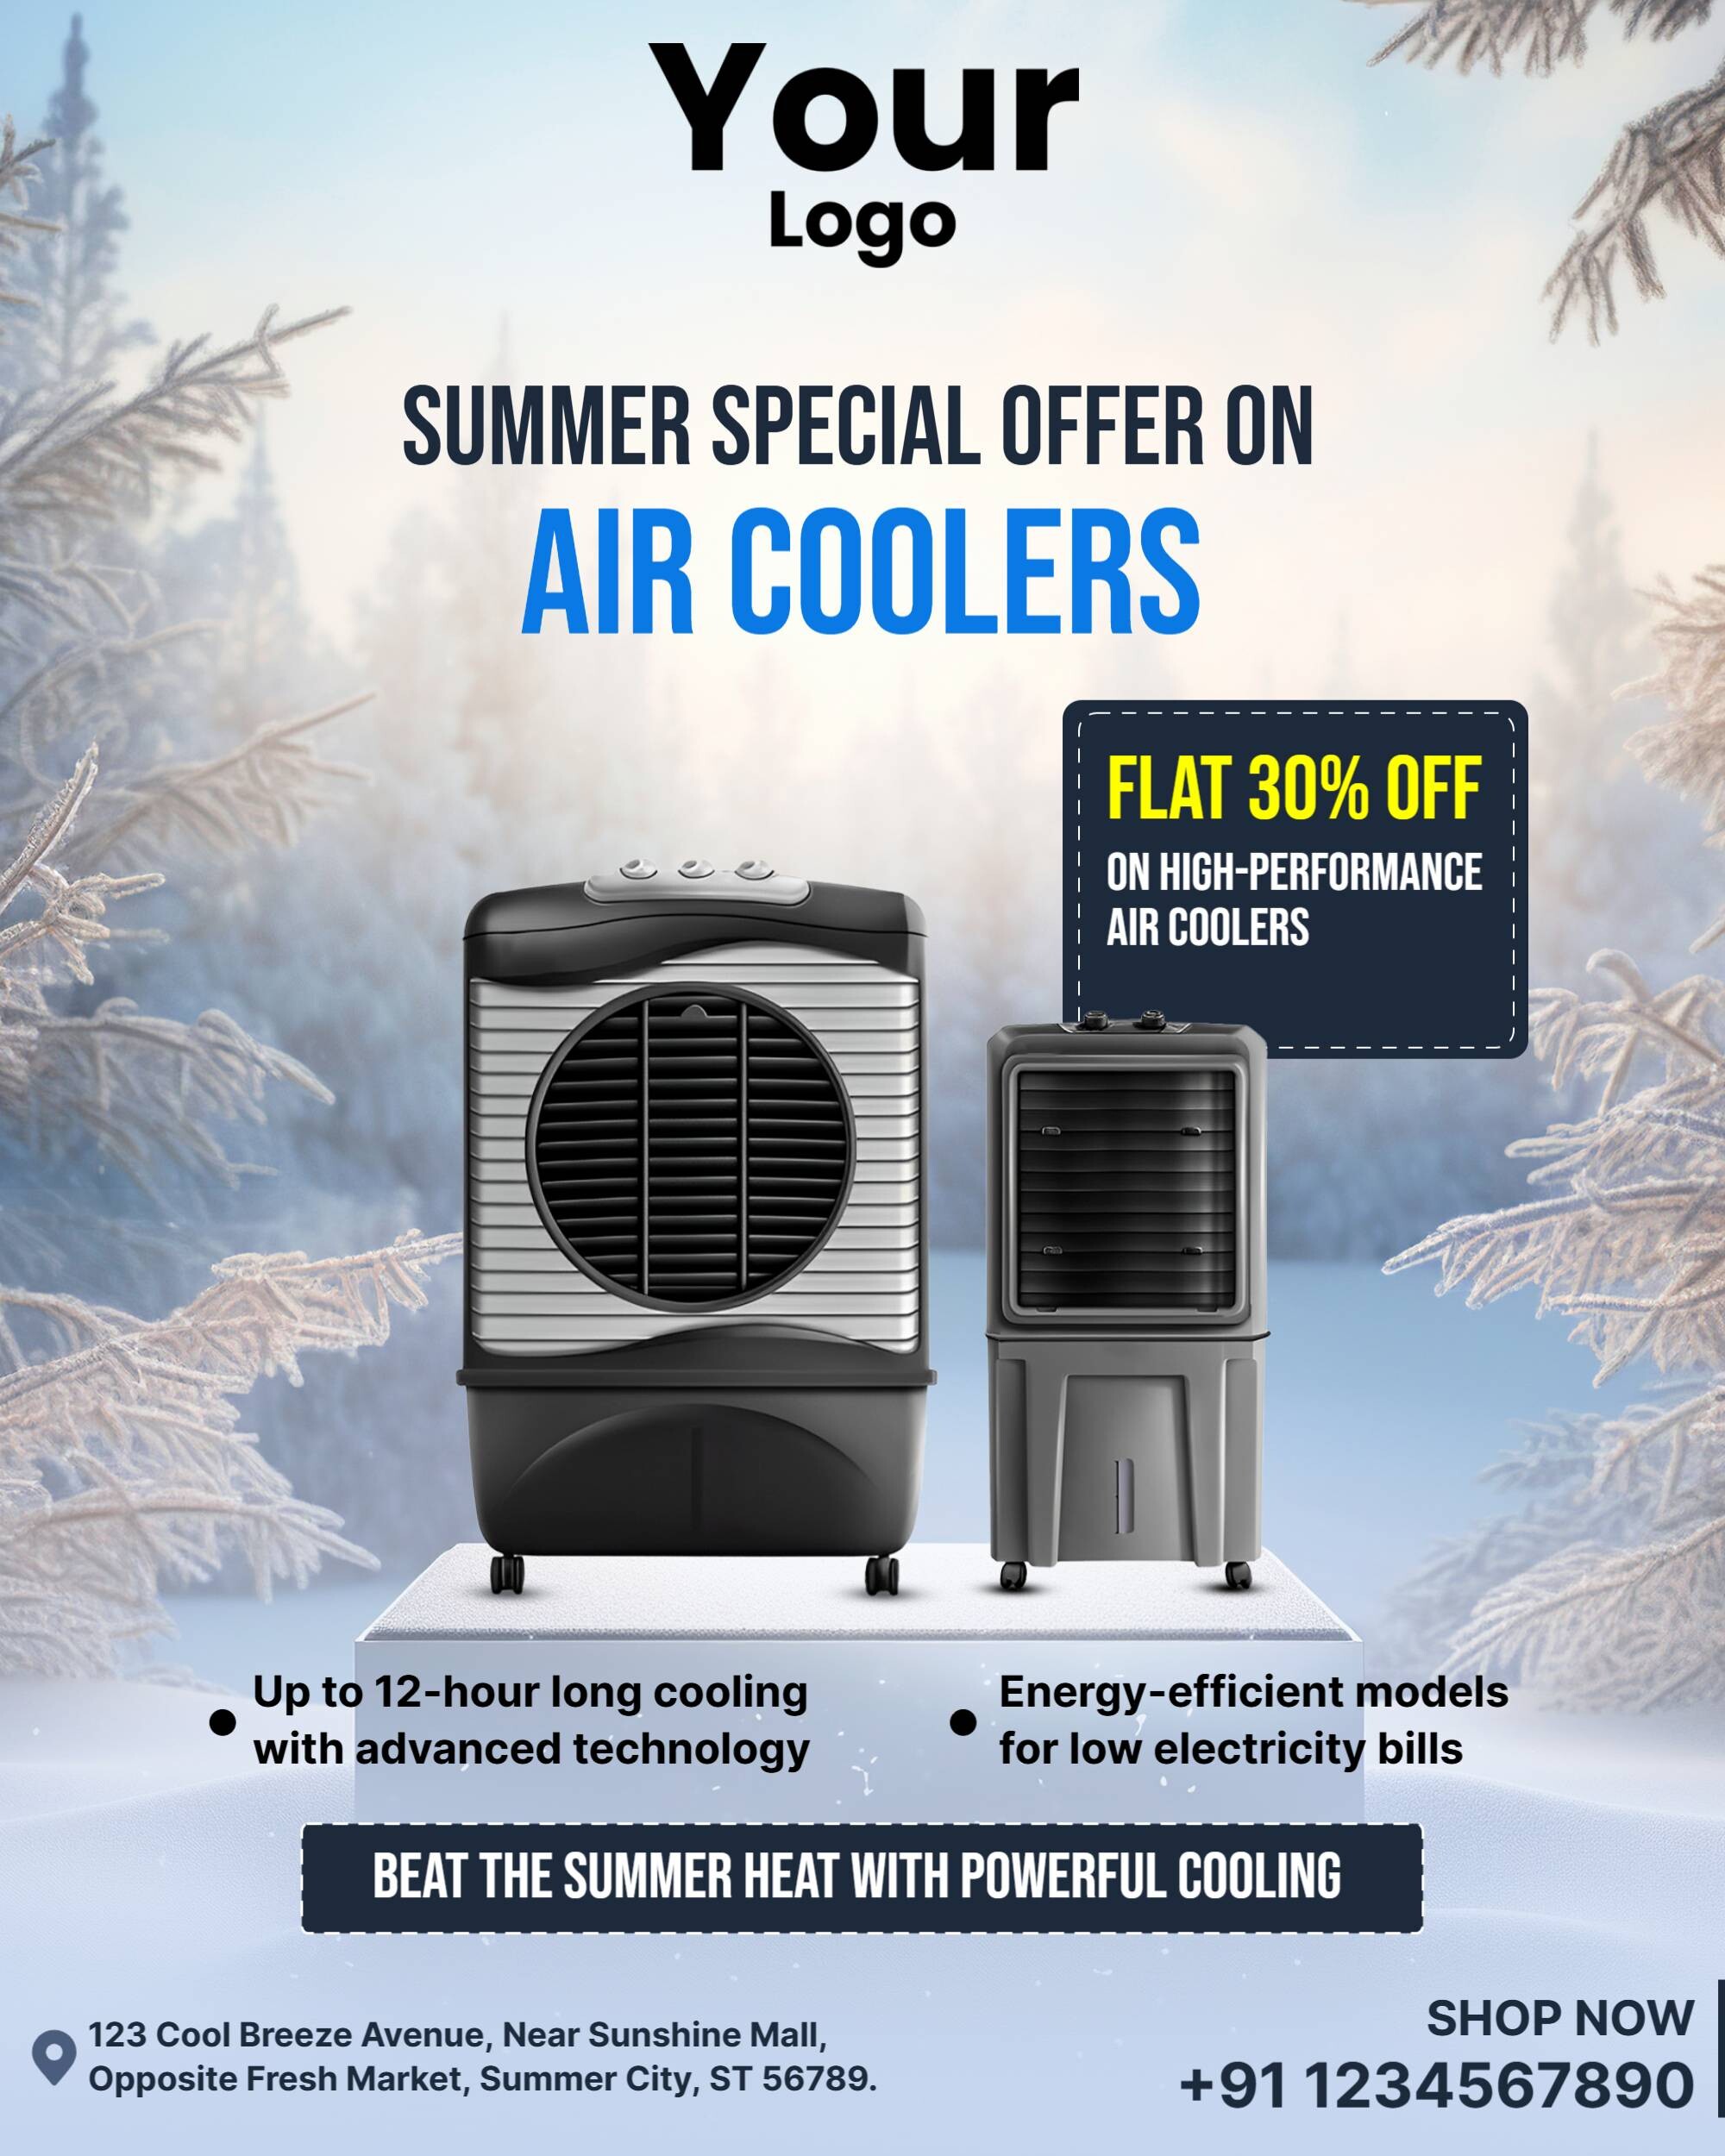 Your
Logo
SUMMER SPECIAL OFFER ON
AIR COOLERS
FLAT 30% OFF
ON HIGH-PERFORMANCE
AIR COOLERS
Up to 12-hour long cooling
with advanced technology
Energy-efficient models
for low electricity bills
BEAT THE SUMMER HEAT WITH POWERFUL COOLING
123 Cool Breeze Avenue, Near Sunshine Mall,
Opposite Fresh Market, Summer City, ST 56789.
SHOP NOW
+91 1234567890